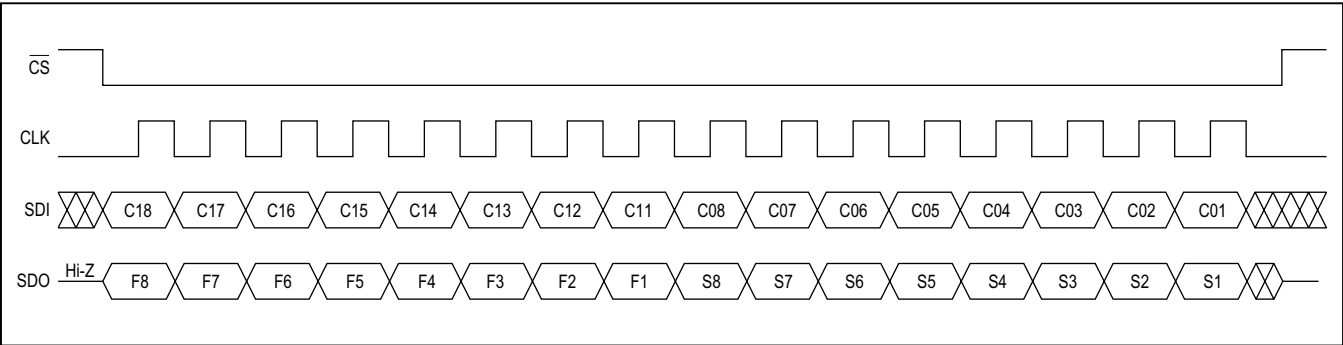 C̅S̅
CLK
SDI C18 C17 C16 C15 C14 C13 C12 C11 C08 C07 C06 C05 C04 C03 C02 C01
SDO Hi-Z F8 F7 F6 F5 F4 F3 F2 F1 S8 S7 S6 S5 S4 S3 S2 S1